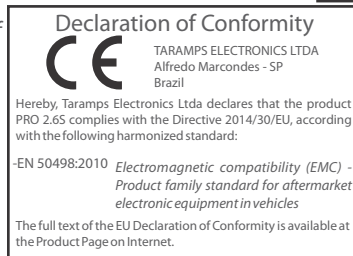 Declaration of Conformity
CE
TARAMPS ELECTRONICS LTDA
Alfredo Marcondes - SP
Brazil
Hereby, Taramps Electronics Ltda declares that the product
PRO 2.6S complies with the Directive 2014/30/EU, according
with the following harmonized standard:
-EN 50498:2010 Electromagnetic compatibility (EMC) -
Product family standard for aftermarket
electronic equipment in vehicles
The full text of the EU Declaration of Conformity is available at
the Product Page on Internet.